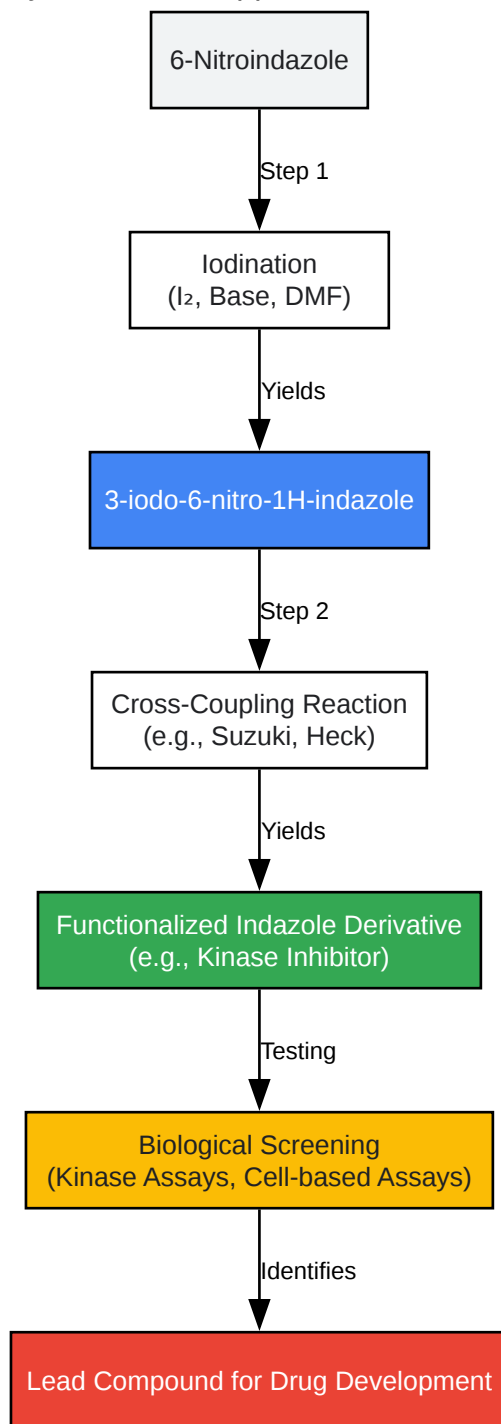 6-Nitroindazole
Step 1
Iodination
(I₂, Base, DMF)
Yields
3-iodo-6-nitro-1H-indazole
Step 2
Cross-Coupling Reaction
(e.g., Suzuki, Heck)
Yields
Functionalized Indazole Derivative
(e.g., Kinase Inhibitor)
Testing
Biological Screening
(Kinase Assays, Cell-based Assays)
Identifies
Lead Compound for Drug Development